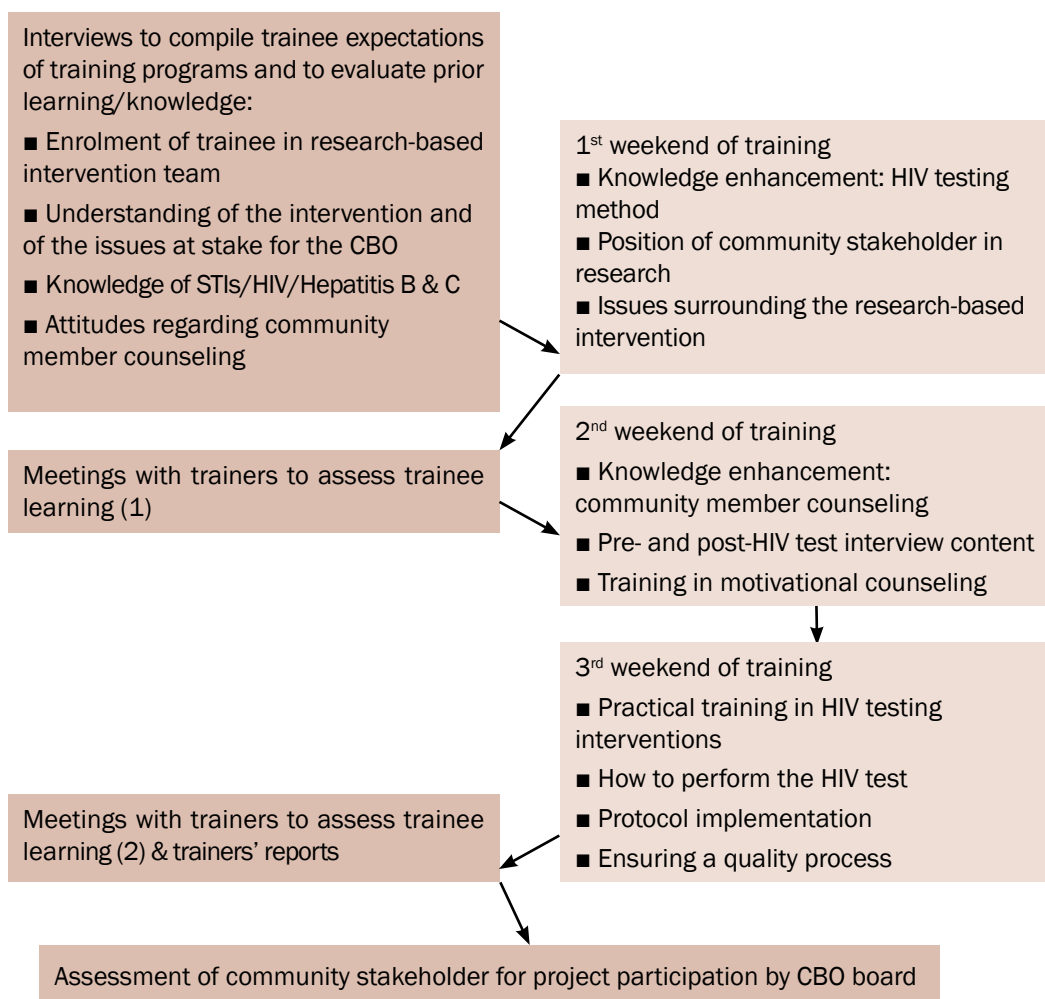 Interviews to compile trainee expectations
of training programs and to evaluate prior
learning/knowledge:
■ Enrolment of trainee in research-based
intervention team
■ Understanding of the intervention and
of the issues at stake for the CBO
■ Knowledge of STIs/HIV/Hepatitis B & C
■ Attitudes regarding community
member counseling
1st weekend of training
■ Knowledge enhancement: HIV testing
method
■ Position of community stakeholder in
research
■ Issues surrounding the research-based
intervention
Meetings with trainers to assess trainee
learning (1)
2nd weekend of training
■ Knowledge enhancement:
community member counseling
■ Pre- and post-HIV test interview content
■ Training in motivational counseling
3rd weekend of training
■ Practical training in HIV testing
interventions
■ How to perform the HIV test
■ Protocol implementation
■ Ensuring a quality process
Meetings with trainers to assess trainee
learning (2) & trainers' reports
Assessment of community stakeholder for project participation by CBO board